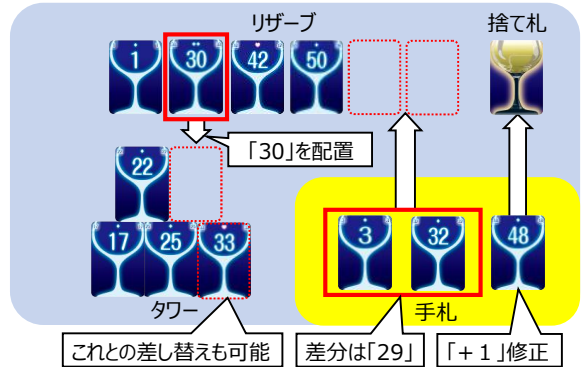 リザーブ
捨て札
1
30
42
50
「30」を配置
22
17
25
33
3
32
48
タワー
手札
これとの差し替えも可能
差分は「29」
「+1」修正